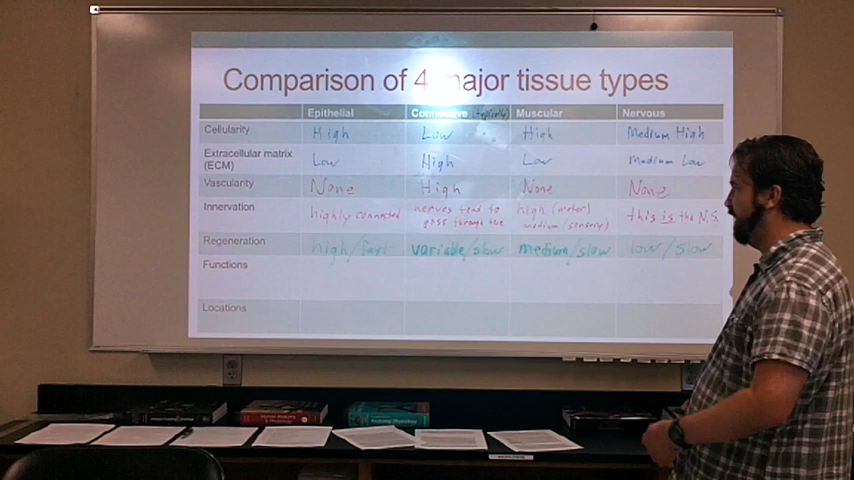 Comparison of 4 major tissue types
Epithelial Connective (typically) Muscular Nervous
Cellularity High Low High Medium High
Extracellular matrix Low High Low Medium Low
(ECM)
Vascularity None High None None
Innervation highly connected nerves tend to high (motor) this is the N.S.
pass through here medium (sensory)
Regeneration high/fast variable/slow medium/slow low/slow
Functions
Locations